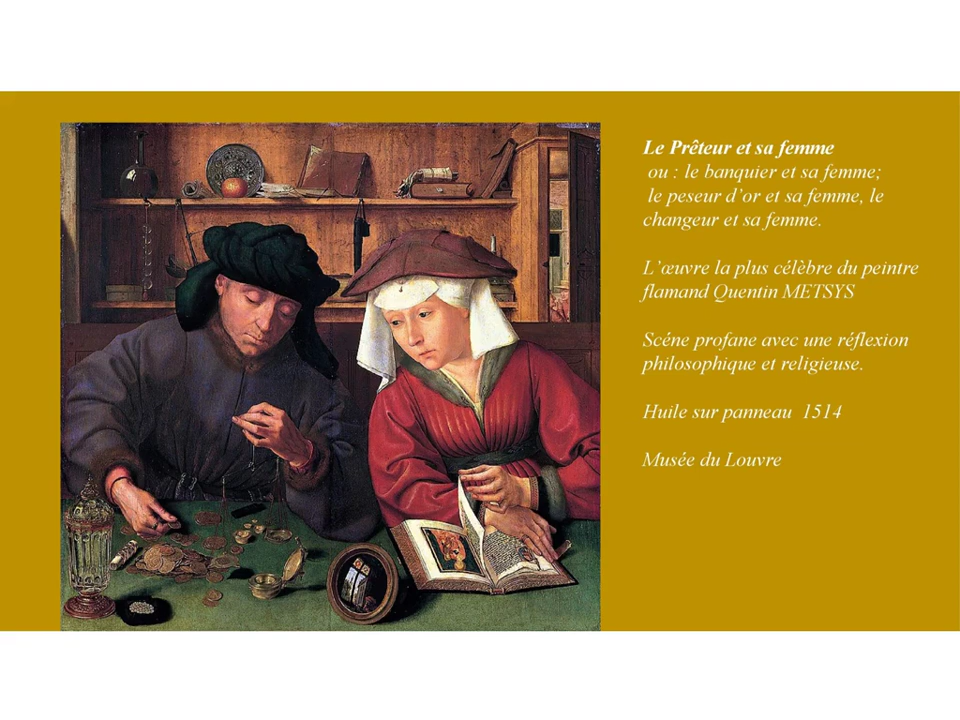 Le Prêteur et sa femme
ou : le banquier et sa femme;
le peseur d'or et sa femme, le
changeur et sa femme.
L'œuvre la plus célèbre du peintre
flamand Quentin METSYS
Scéne profane avec une réflexion
philosophique et religieuse.
Huile sur panneau 1514
Musée du Louvre